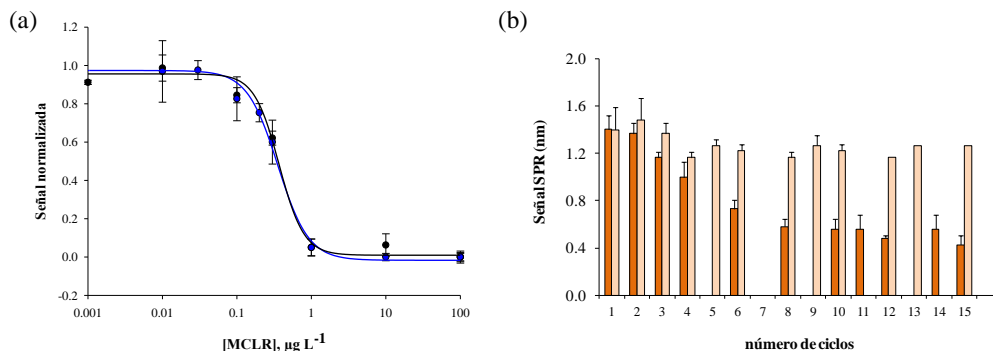 (a)
1.2
1.0
0.8
0.6
0.4
0.2
0.0
-0.2
0.001 0.01 0.1 1 10 100
Señal normalizada
[MCLR], µg L-1
(b)
2.0
1.6
1.2
0.8
0.4
0.0
1 2 3 4 5 6 7 8 9 10 11 12 13 14 15
Señal SPR (nm)
número de ciclos